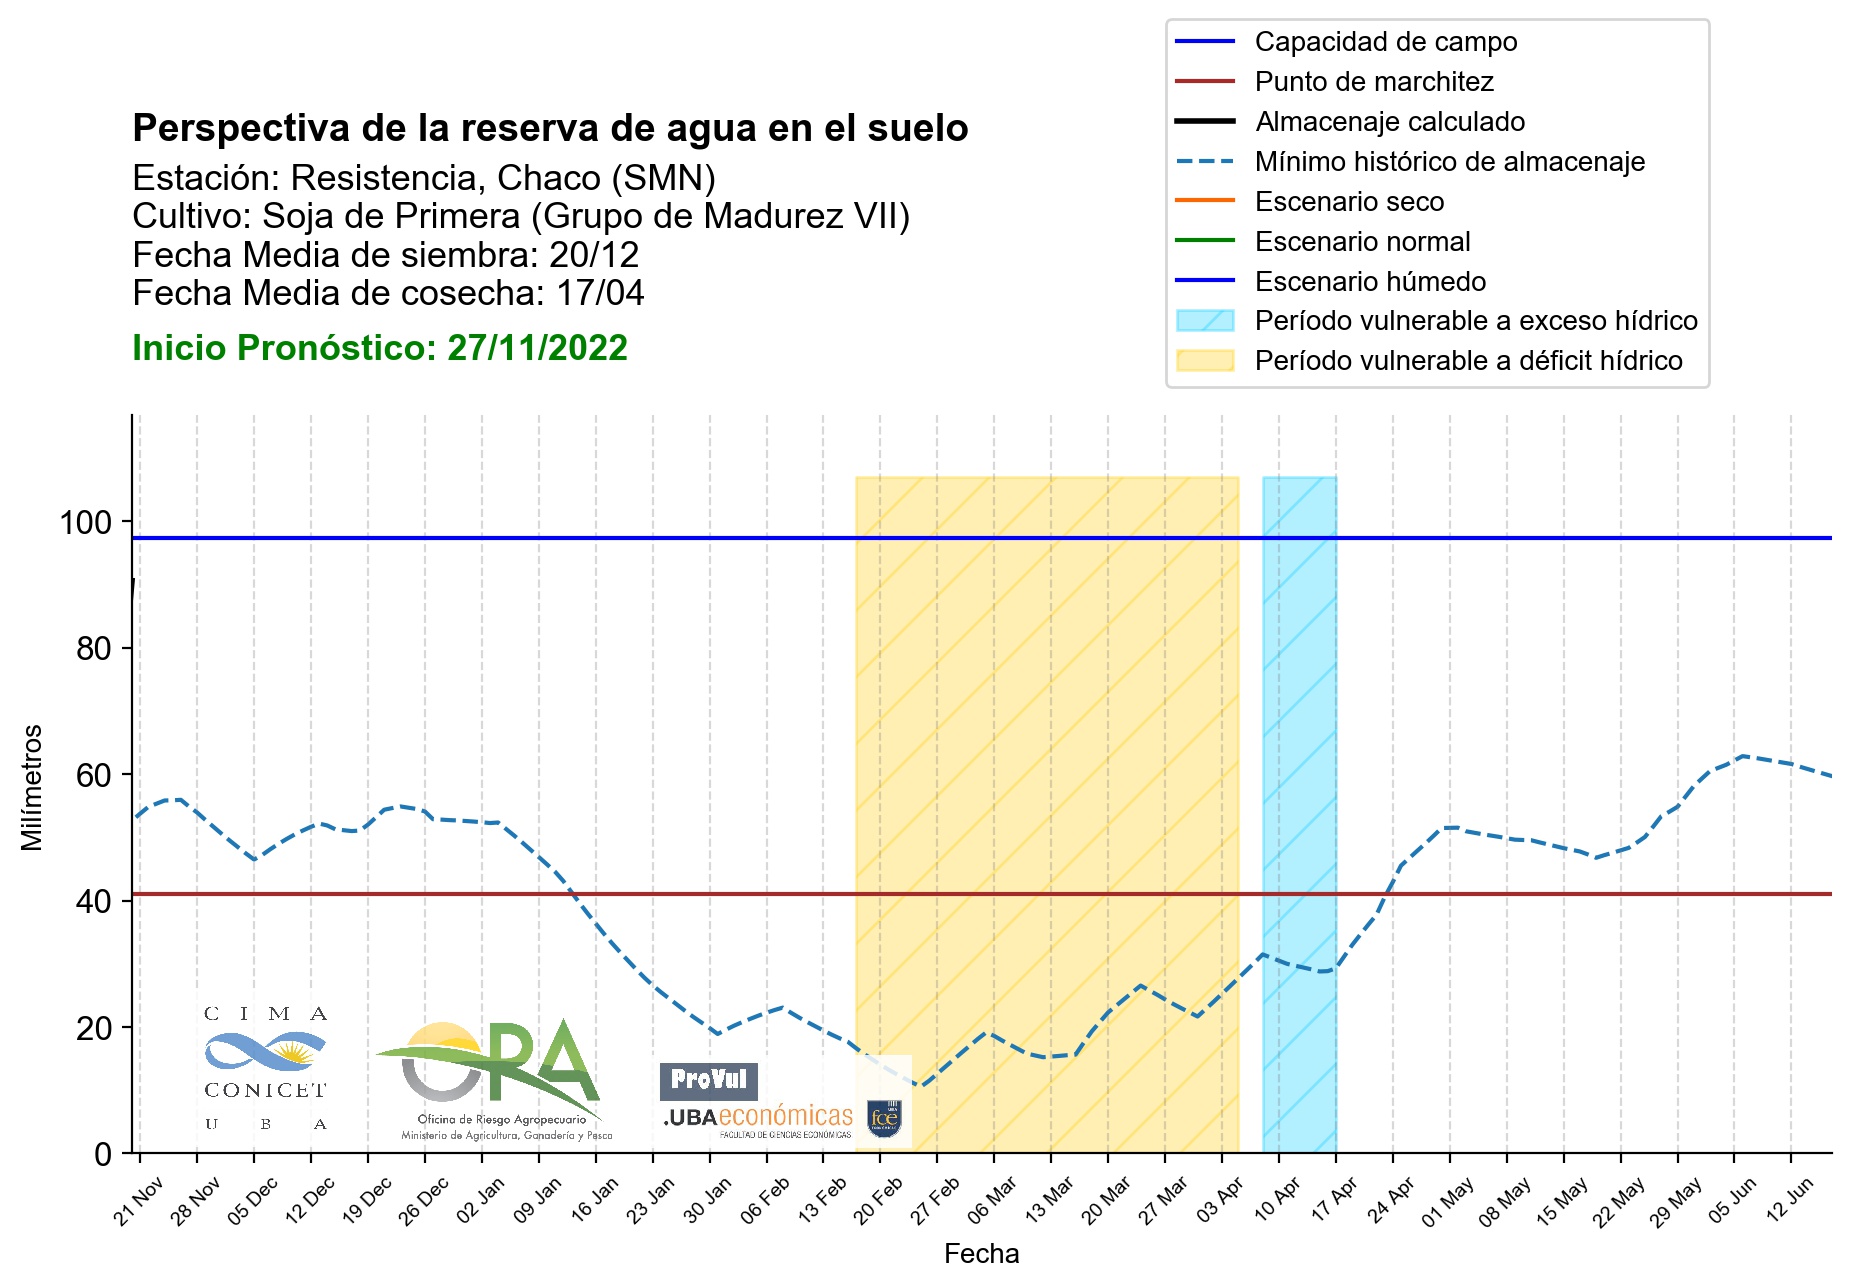 Capacidad de campo
Punto de marchitez
Almacenaje calculado
Mínimo histórico de almacenaje
Escenario seco
Escenario normal
Escenario húmedo
Período vulnerable a exceso hídrico
Período vulnerable a déficit hídrico
Perspectiva de la reserva de agua en el suelo
Estación: Resistencia, Chaco (SMN)
Cultivo: Soja de Primera (Grupo de Madurez VII)
Fecha Media de siembra: 20/12
Fecha Media de cosecha: 17/04
Inicio Pronóstico: 27/11/2022
100
80
60
40
20
0
Milímetros
CIMA
CONICET
UBA
ORA
Oficina de Riesgo Agropecuario
Ministerio de Agricultura, Ganadería y Pesca
ProVul
.UBAeconómicas
FACULTAD DE CIENCIAS ECONÓMICAS
UBA
fce
21 Nov
28 Nov
05 Dec
12 Dec
19 Dec
26 Dec
02 Jan
09 Jan
16 Jan
23 Jan
30 Jan
06 Feb
13 Feb
20 Feb
27 Feb
06 Mar
13 Mar
20 Mar
27 Mar
03 Apr
10 Apr
17 Apr
24 Apr
01 May
08 May
15 May
22 May
29 May
05 Jun
12 Jun
Fecha